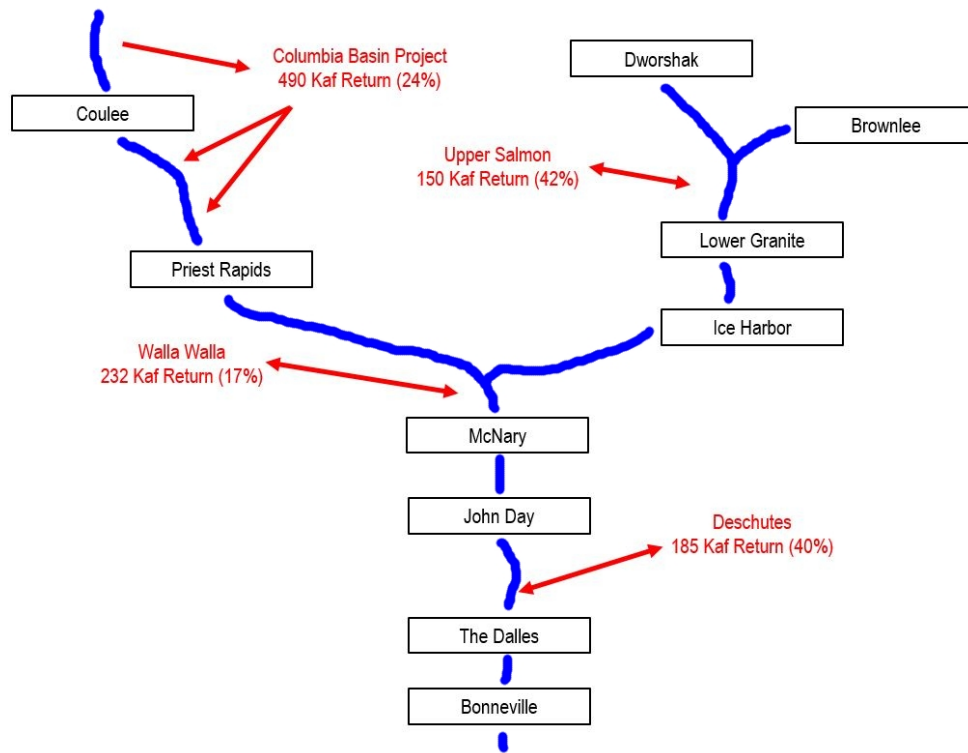 Columbia Basin Project
490 Kaf Return (24%)
Coulee
Dworshak
Brownlee
Upper Salmon
150 Kaf Return (42%)
Priest Rapids
Lower Granite
Ice Harbor
Walla Walla
232 Kaf Return (17%)
McNary
John Day
Deschutes
185 Kaf Return (40%)
The Dalles
Bonneville